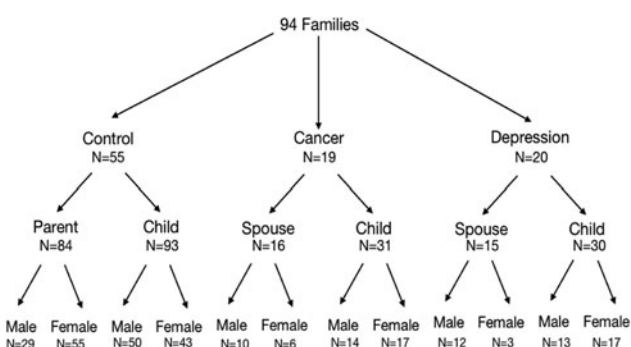 94 Families
Control Cancer Depression
N=55 N=19 N=20
Parent Child Spouse Child Spouse Child
N=84 N=93 N=16 N=31 N=15 N=30
Male Female Male Female Male Female Male Female Male Female Male Female
N=29 N=55 N=50 N=43 N=10 N=6 N=14 N=17 N=12 N=3 N=13 N=17